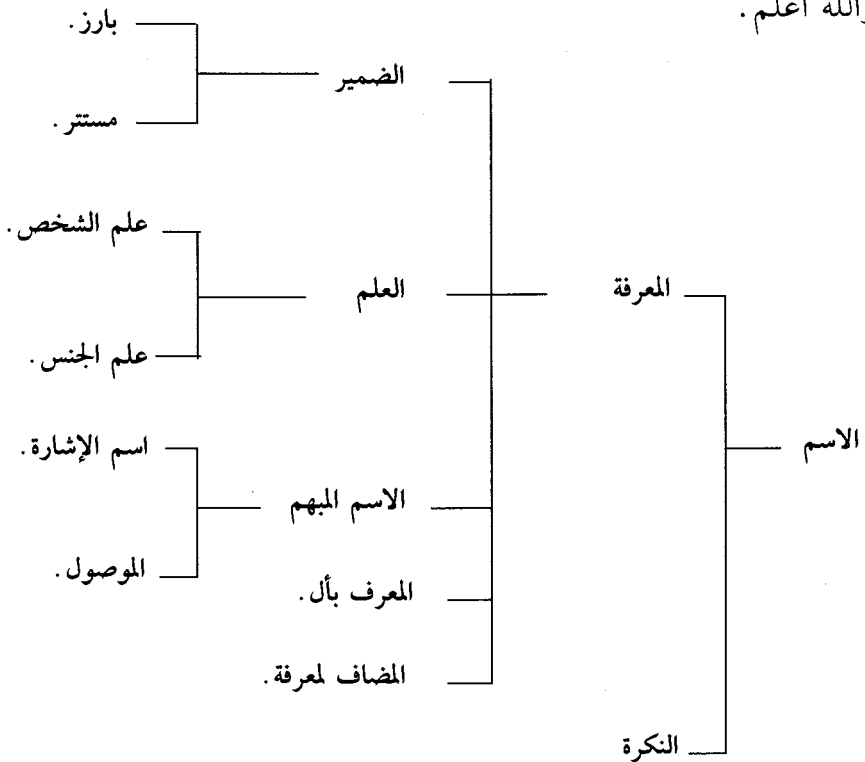 والله أعلم.
الاسم
المعرفة
الضمير
بارز.
مستتر.
العلم
علم الشخص.
علم الجنس.
الاسم المبهم
اسم الإشارة.
الموصول.
المعرف بأل.
المضاف لمعرفة.
النكرة